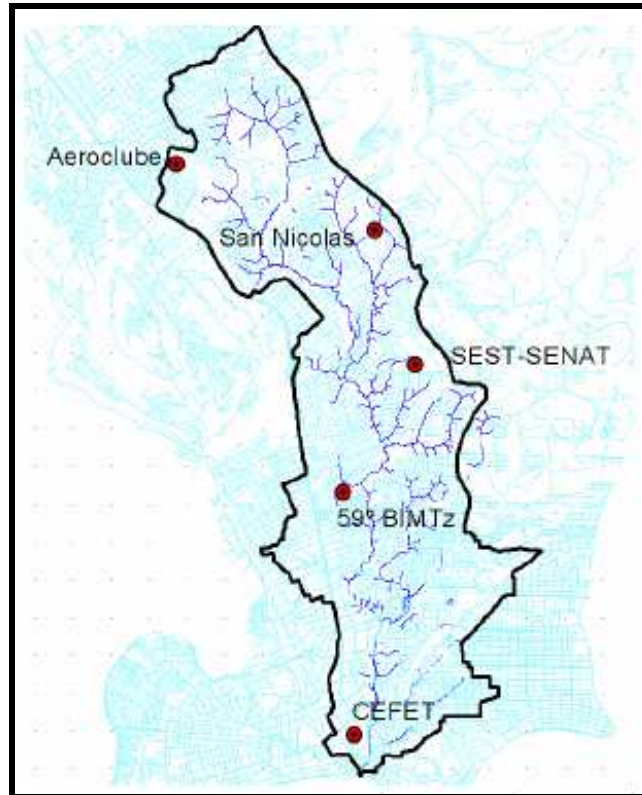 Aeroclube
San Nicolas
SEST-SENAT
59º BIMTz
CEFET